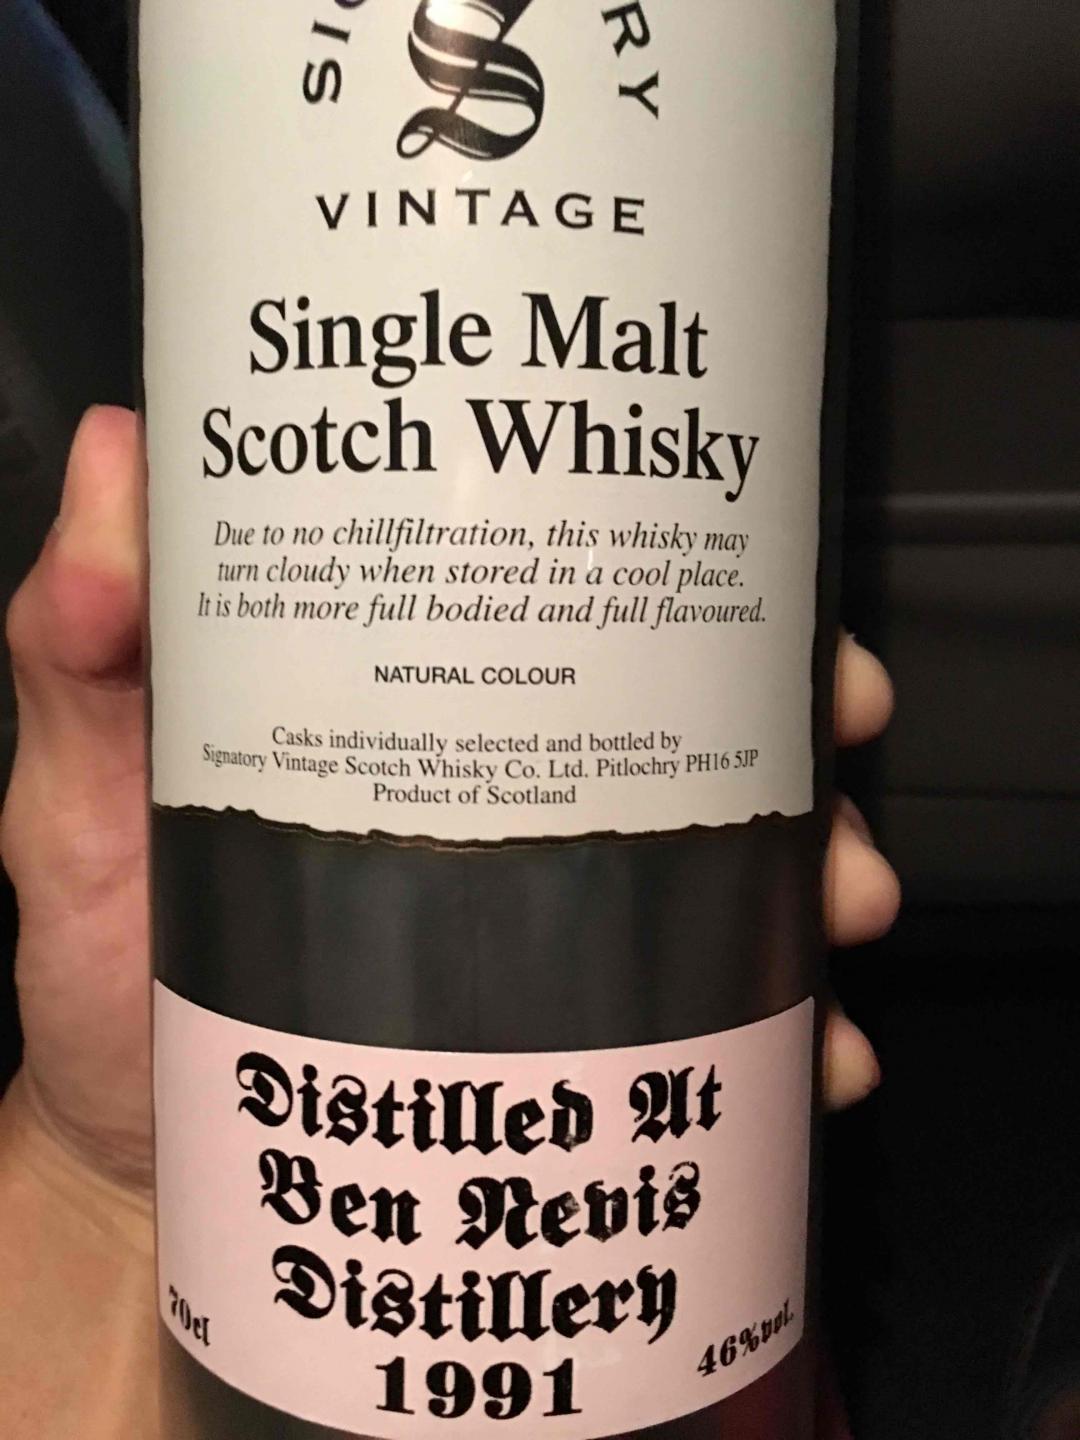 VINTAGE
Single Malt
Scotch Whisky
Due to no chillfiltration, this whisky may
turn cloudy when stored in a cool place.
It is both more full bodied and full flavoured.
NATURAL COLOUR
Casks individually selected and bottled by
Signatory Vintage Scotch Whisky Co. Ltd. Pitlochry PH16 5JP
Product of Scotland
Distilled At
Ben Nevis
Distillery
1991
70cl
46%vol.